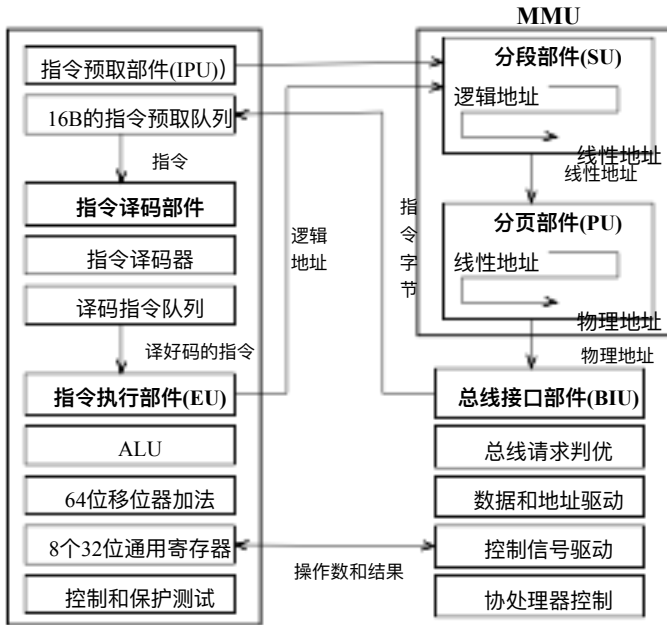 MMU
指令预取部件(IPU))
16B的指令预取队列
指令
指令译码部件
指令译码器
译码指令队列
译好码的指令
指令执行部件(EU)
ALU
64位移位器加法
8个32位通用寄存器
控制和保护测试
逻辑
地址
指
令
字
节
操作数和结果
分段部件(SU)
逻辑地址
线性地址
线性地址
分页部件(PU)
线性地址
物理地址
物理地址
总线接口部件(BIU)
总线请求判优
数据和地址驱动
控制信号驱动
协处理器控制